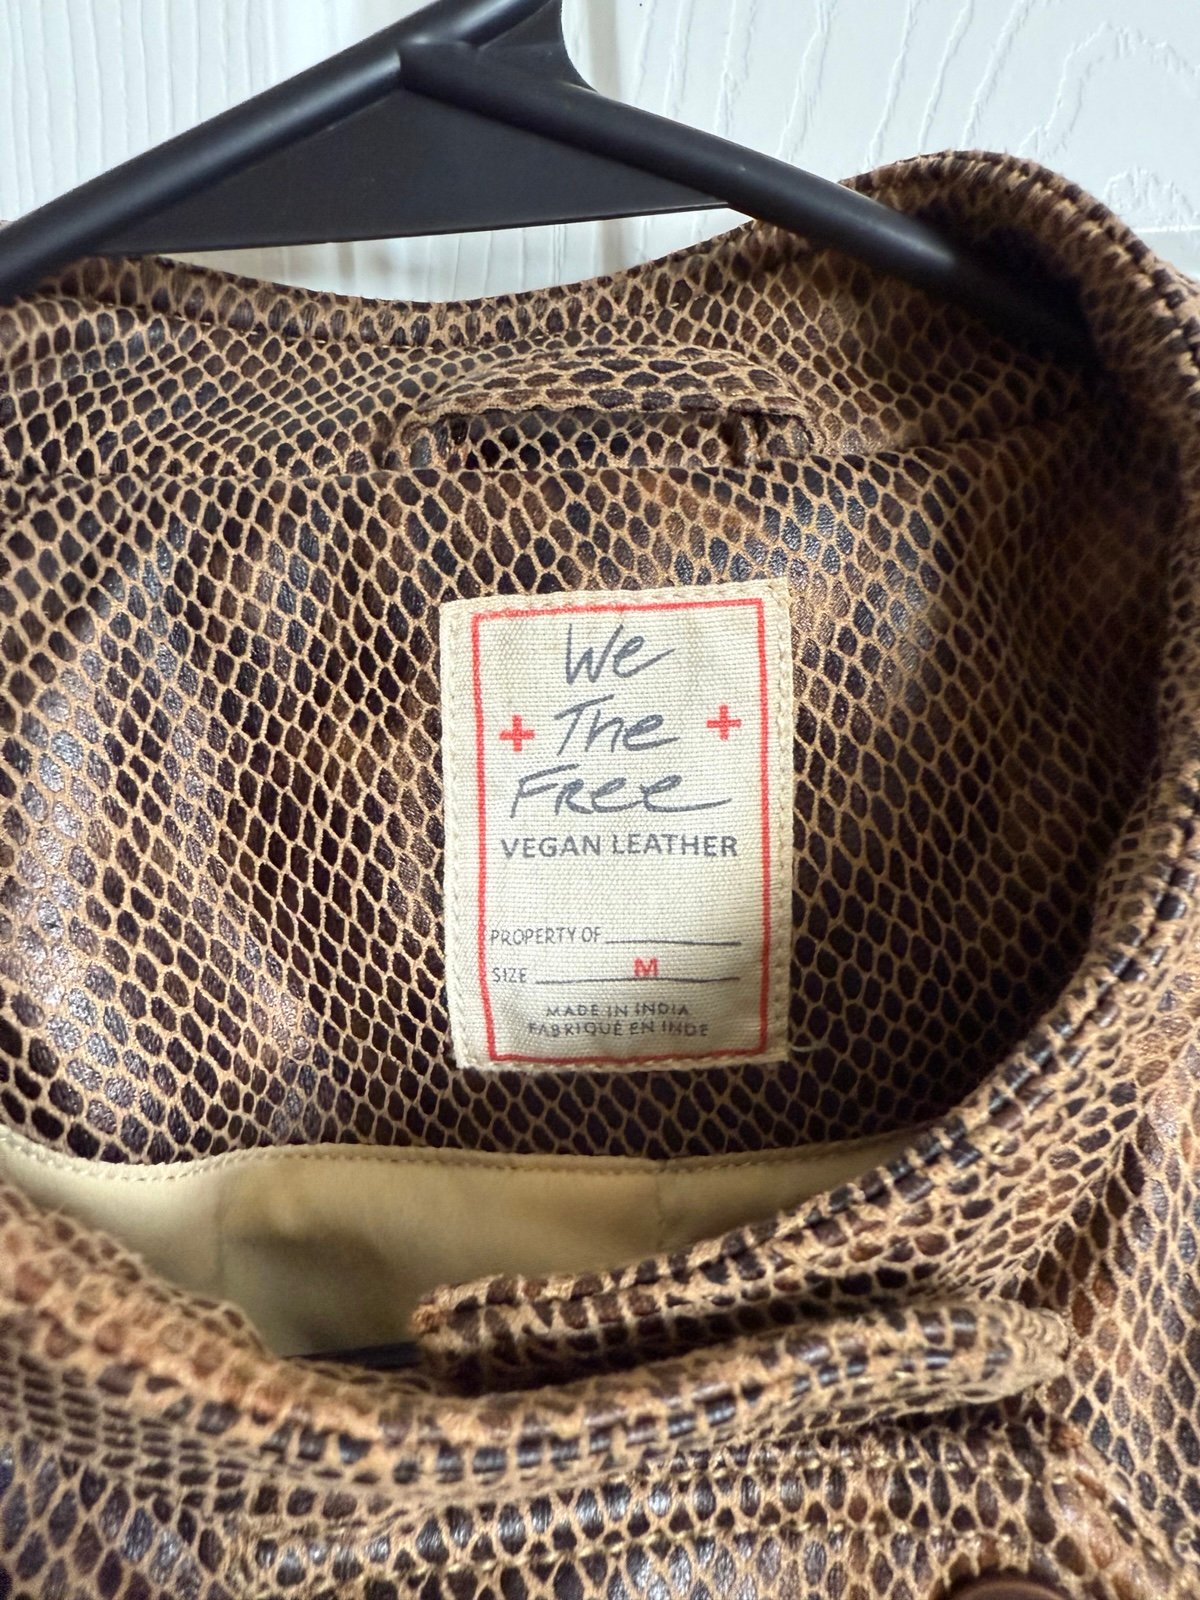 We
+ The +
FRee
VEGAN LEATHER
PROPERTY OF
SIZE M
MADE IN INDIA
FABRIQUÉ EN INDE